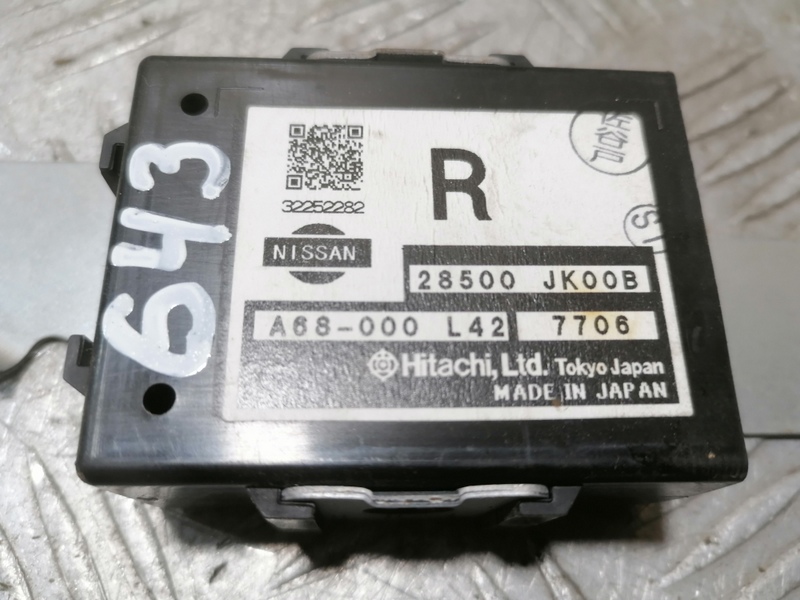 643
32252282
R
NISSAN
28500 JK00B
A68-000 L42 7706
Hitachi, Ltd. Tokyo Japan
MADE IN JAPAN